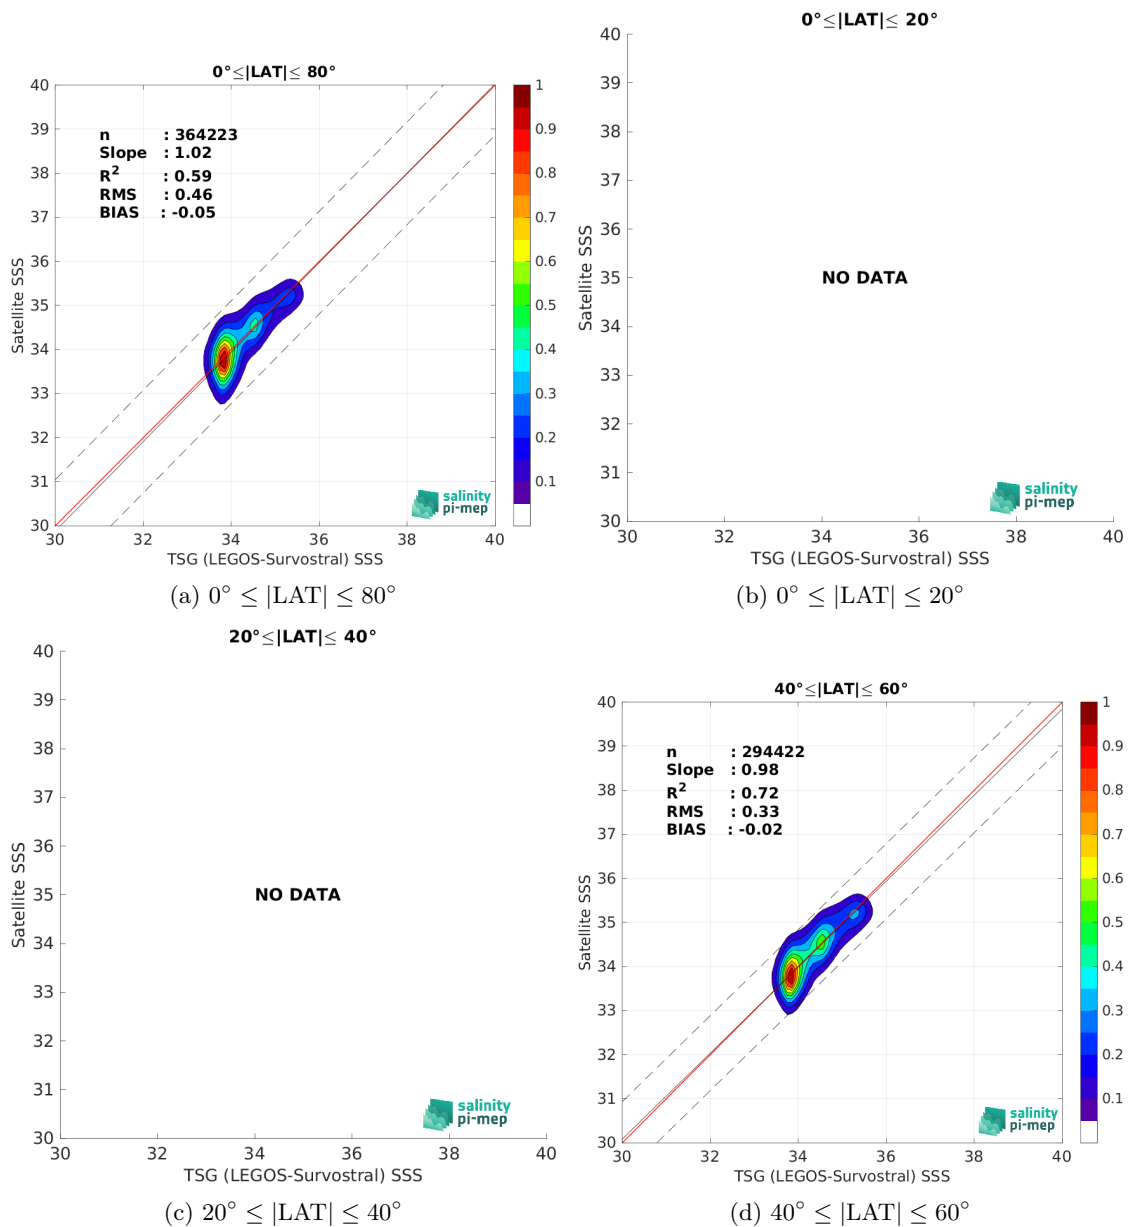 0°≤|LAT|≤ 80°
n : 364223
Slope : 1.02
R² : 0.59
RMS : 0.46
BIAS : -0.05
40
39
38
37
36
35
34
33
32
31
30
Satellite SSS
30 32 34 36 38 40
TSG (LEGOS-Survostral) SSS
1
0.9
0.8
0.7
0.6
0.5
0.4
0.3
0.2
0.1
salinity
pi-mep
(a) 0° ≤ |LAT| ≤ 80°
0°≤|LAT|≤ 20°
40
39
38
37
36
35
34
33
32
31
30
Satellite SSS
NO DATA
salinity
pi-mep
30 32 34 36 38 40
TSG (LEGOS-Survostral) SSS
(b) 0° ≤ |LAT| ≤ 20°
20°≤|LAT|≤ 40°
40
39
38
37
36
35
34
33
32
31
30
Satellite SSS
NO DATA
salinity
pi-mep
30 32 34 36 38 40
TSG (LEGOS-Survostral) SSS
(c) 20° ≤ |LAT| ≤ 40°
40°≤|LAT|≤ 60°
n : 294422
Slope : 0.98
R² : 0.72
RMS : 0.33
BIAS : -0.02
40
39
38
37
36
35
34
33
32
31
30
Satellite SSS
30 32 34 36 38 40
TSG (LEGOS-Survostral) SSS
1
0.9
0.8
0.7
0.6
0.5
0.4
0.3
0.2
0.1
salinity
pi-mep
(d) 40° ≤ |LAT| ≤ 60°